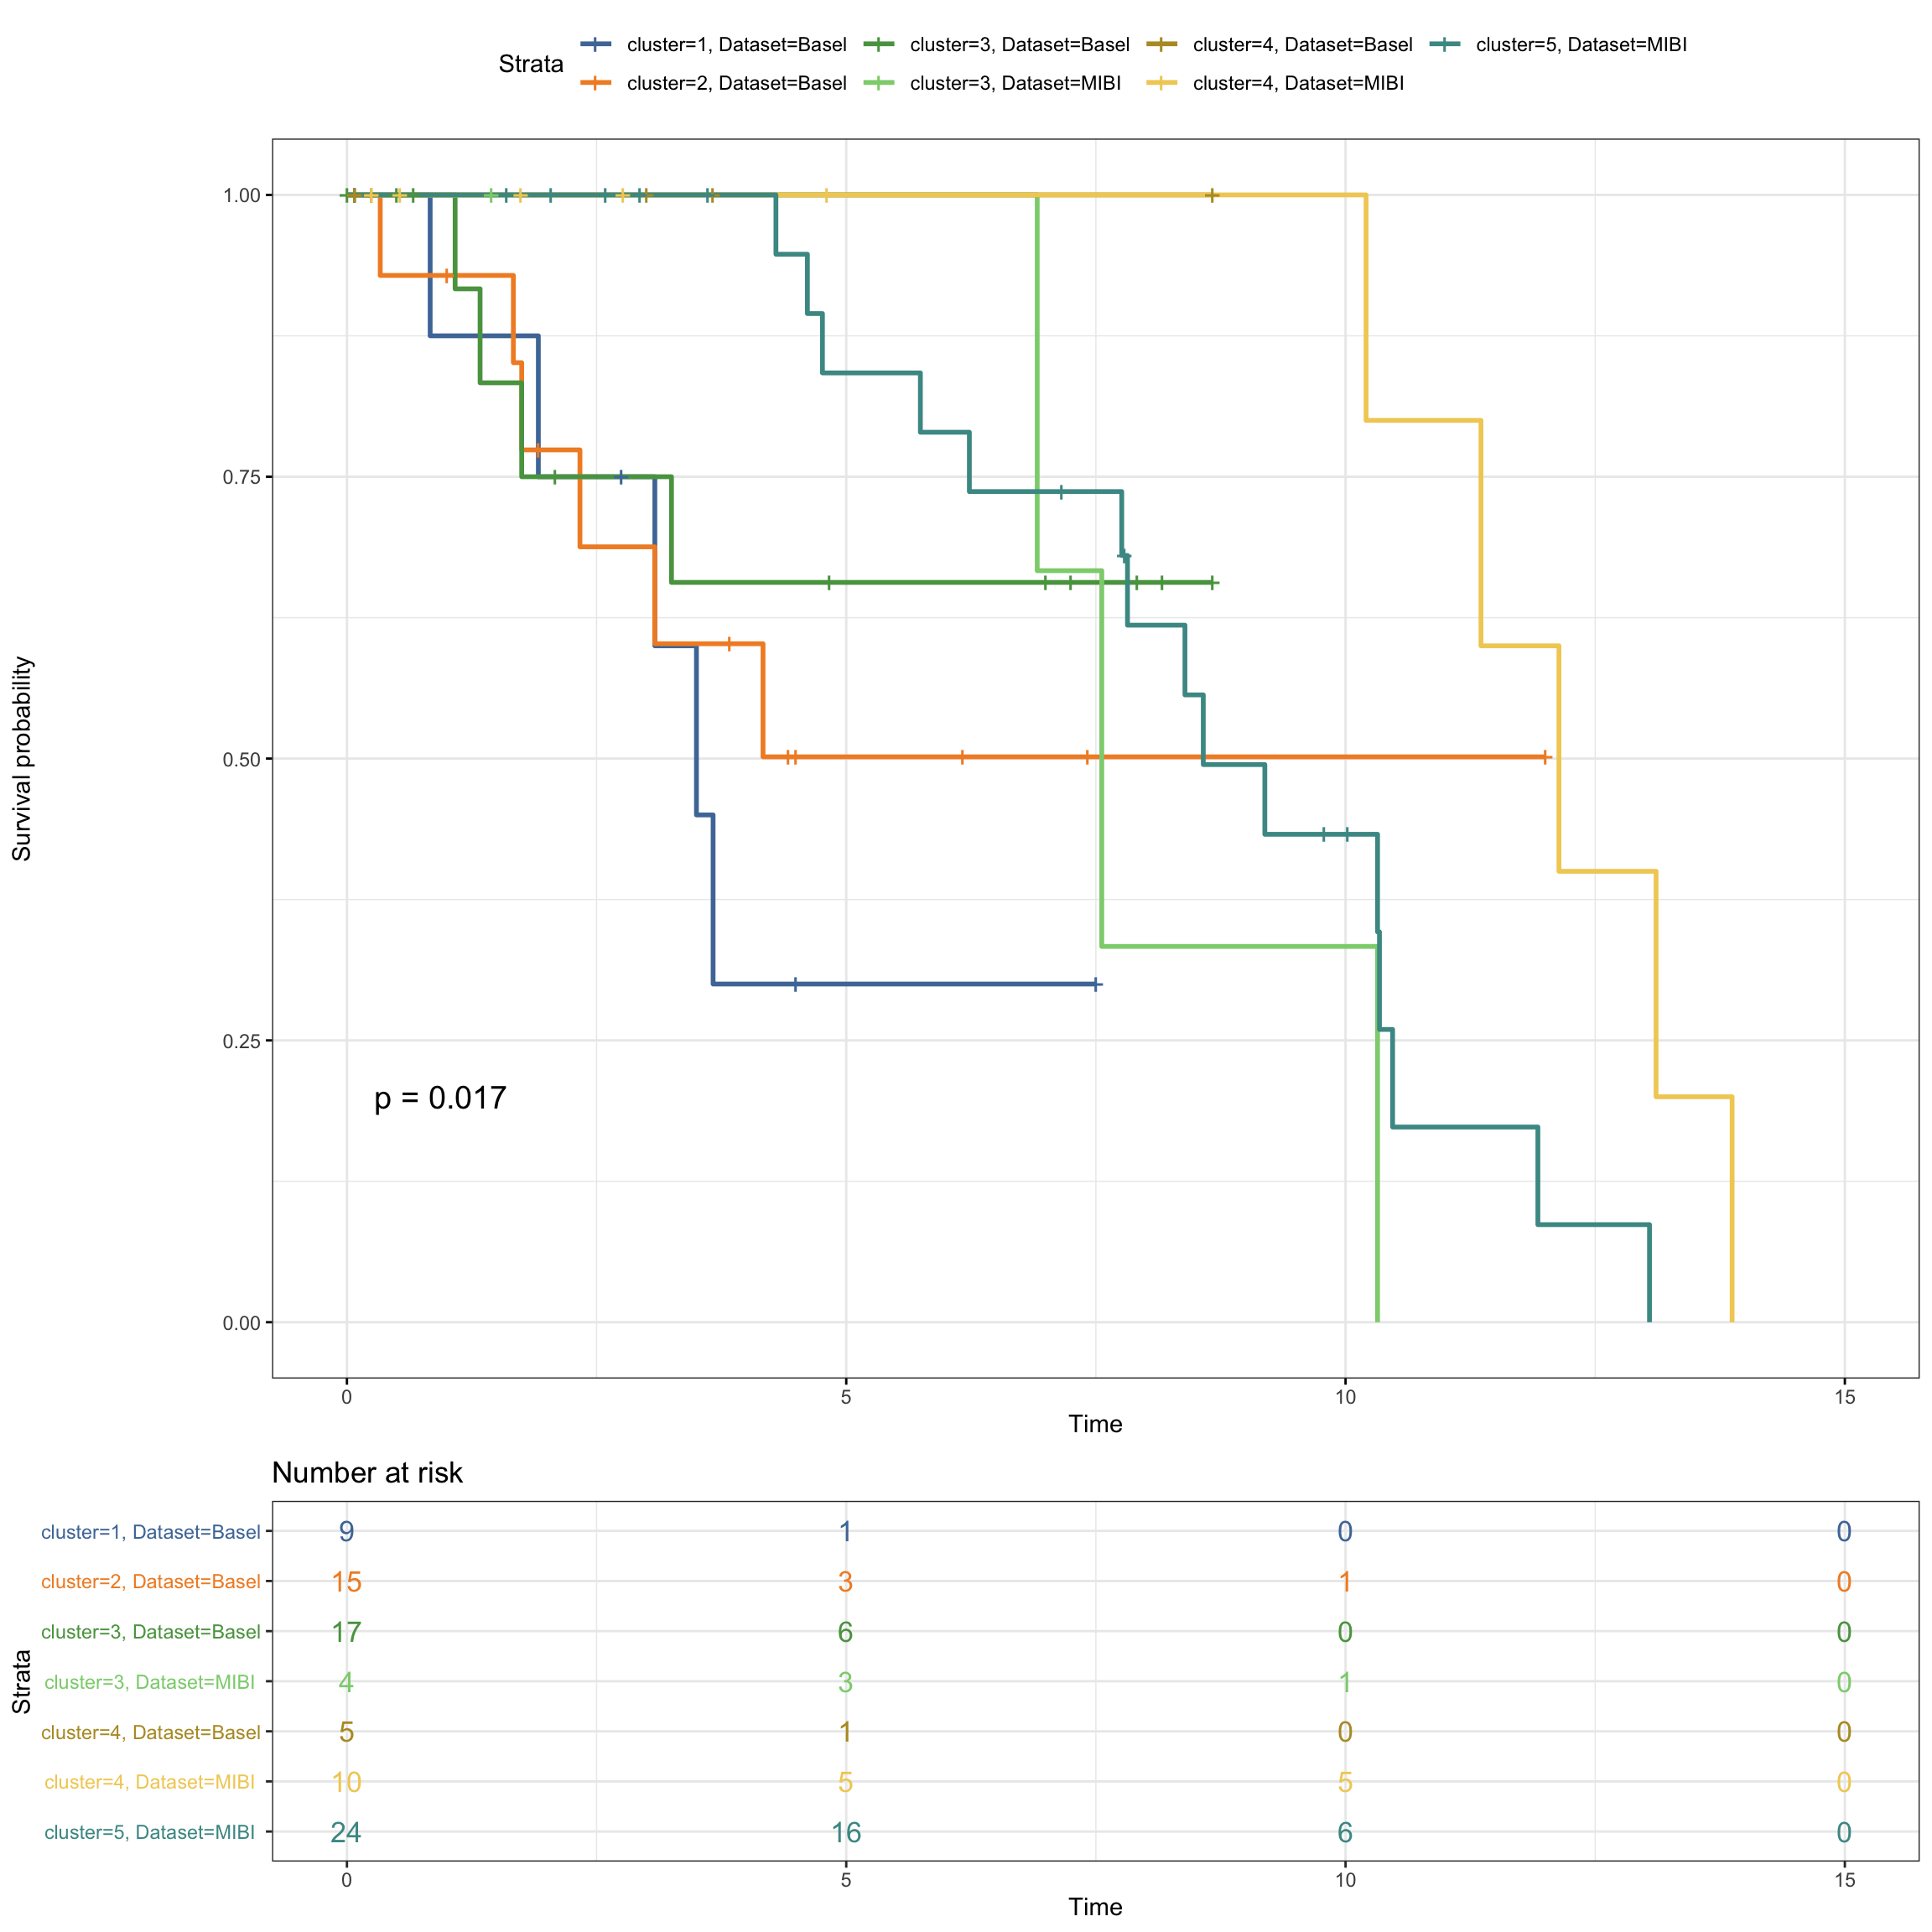 Strata
cluster=1, Dataset=Basel cluster=3, Dataset=Basel cluster=4, Dataset=Basel cluster=5, Dataset=MIBI
cluster=2, Dataset=Basel cluster=3, Dataset=MIBI cluster=4, Dataset=MIBI
Survival probability
1.00
0.75
0.50
0.25
0.00
p = 0.017
0 5 10 15
Time
Number at risk
Strata
cluster=1, Dataset=Basel 9 1 0 0
cluster=2, Dataset=Basel 15 3 1 0
cluster=3, Dataset=Basel 17 6 0 0
cluster=3, Dataset=MIBI 4 3 1 0
cluster=4, Dataset=Basel 5 1 0 0
cluster=4, Dataset=MIBI 10 5 5 0
cluster=5, Dataset=MIBI 24 16 6 0
0 5 10 15
Time